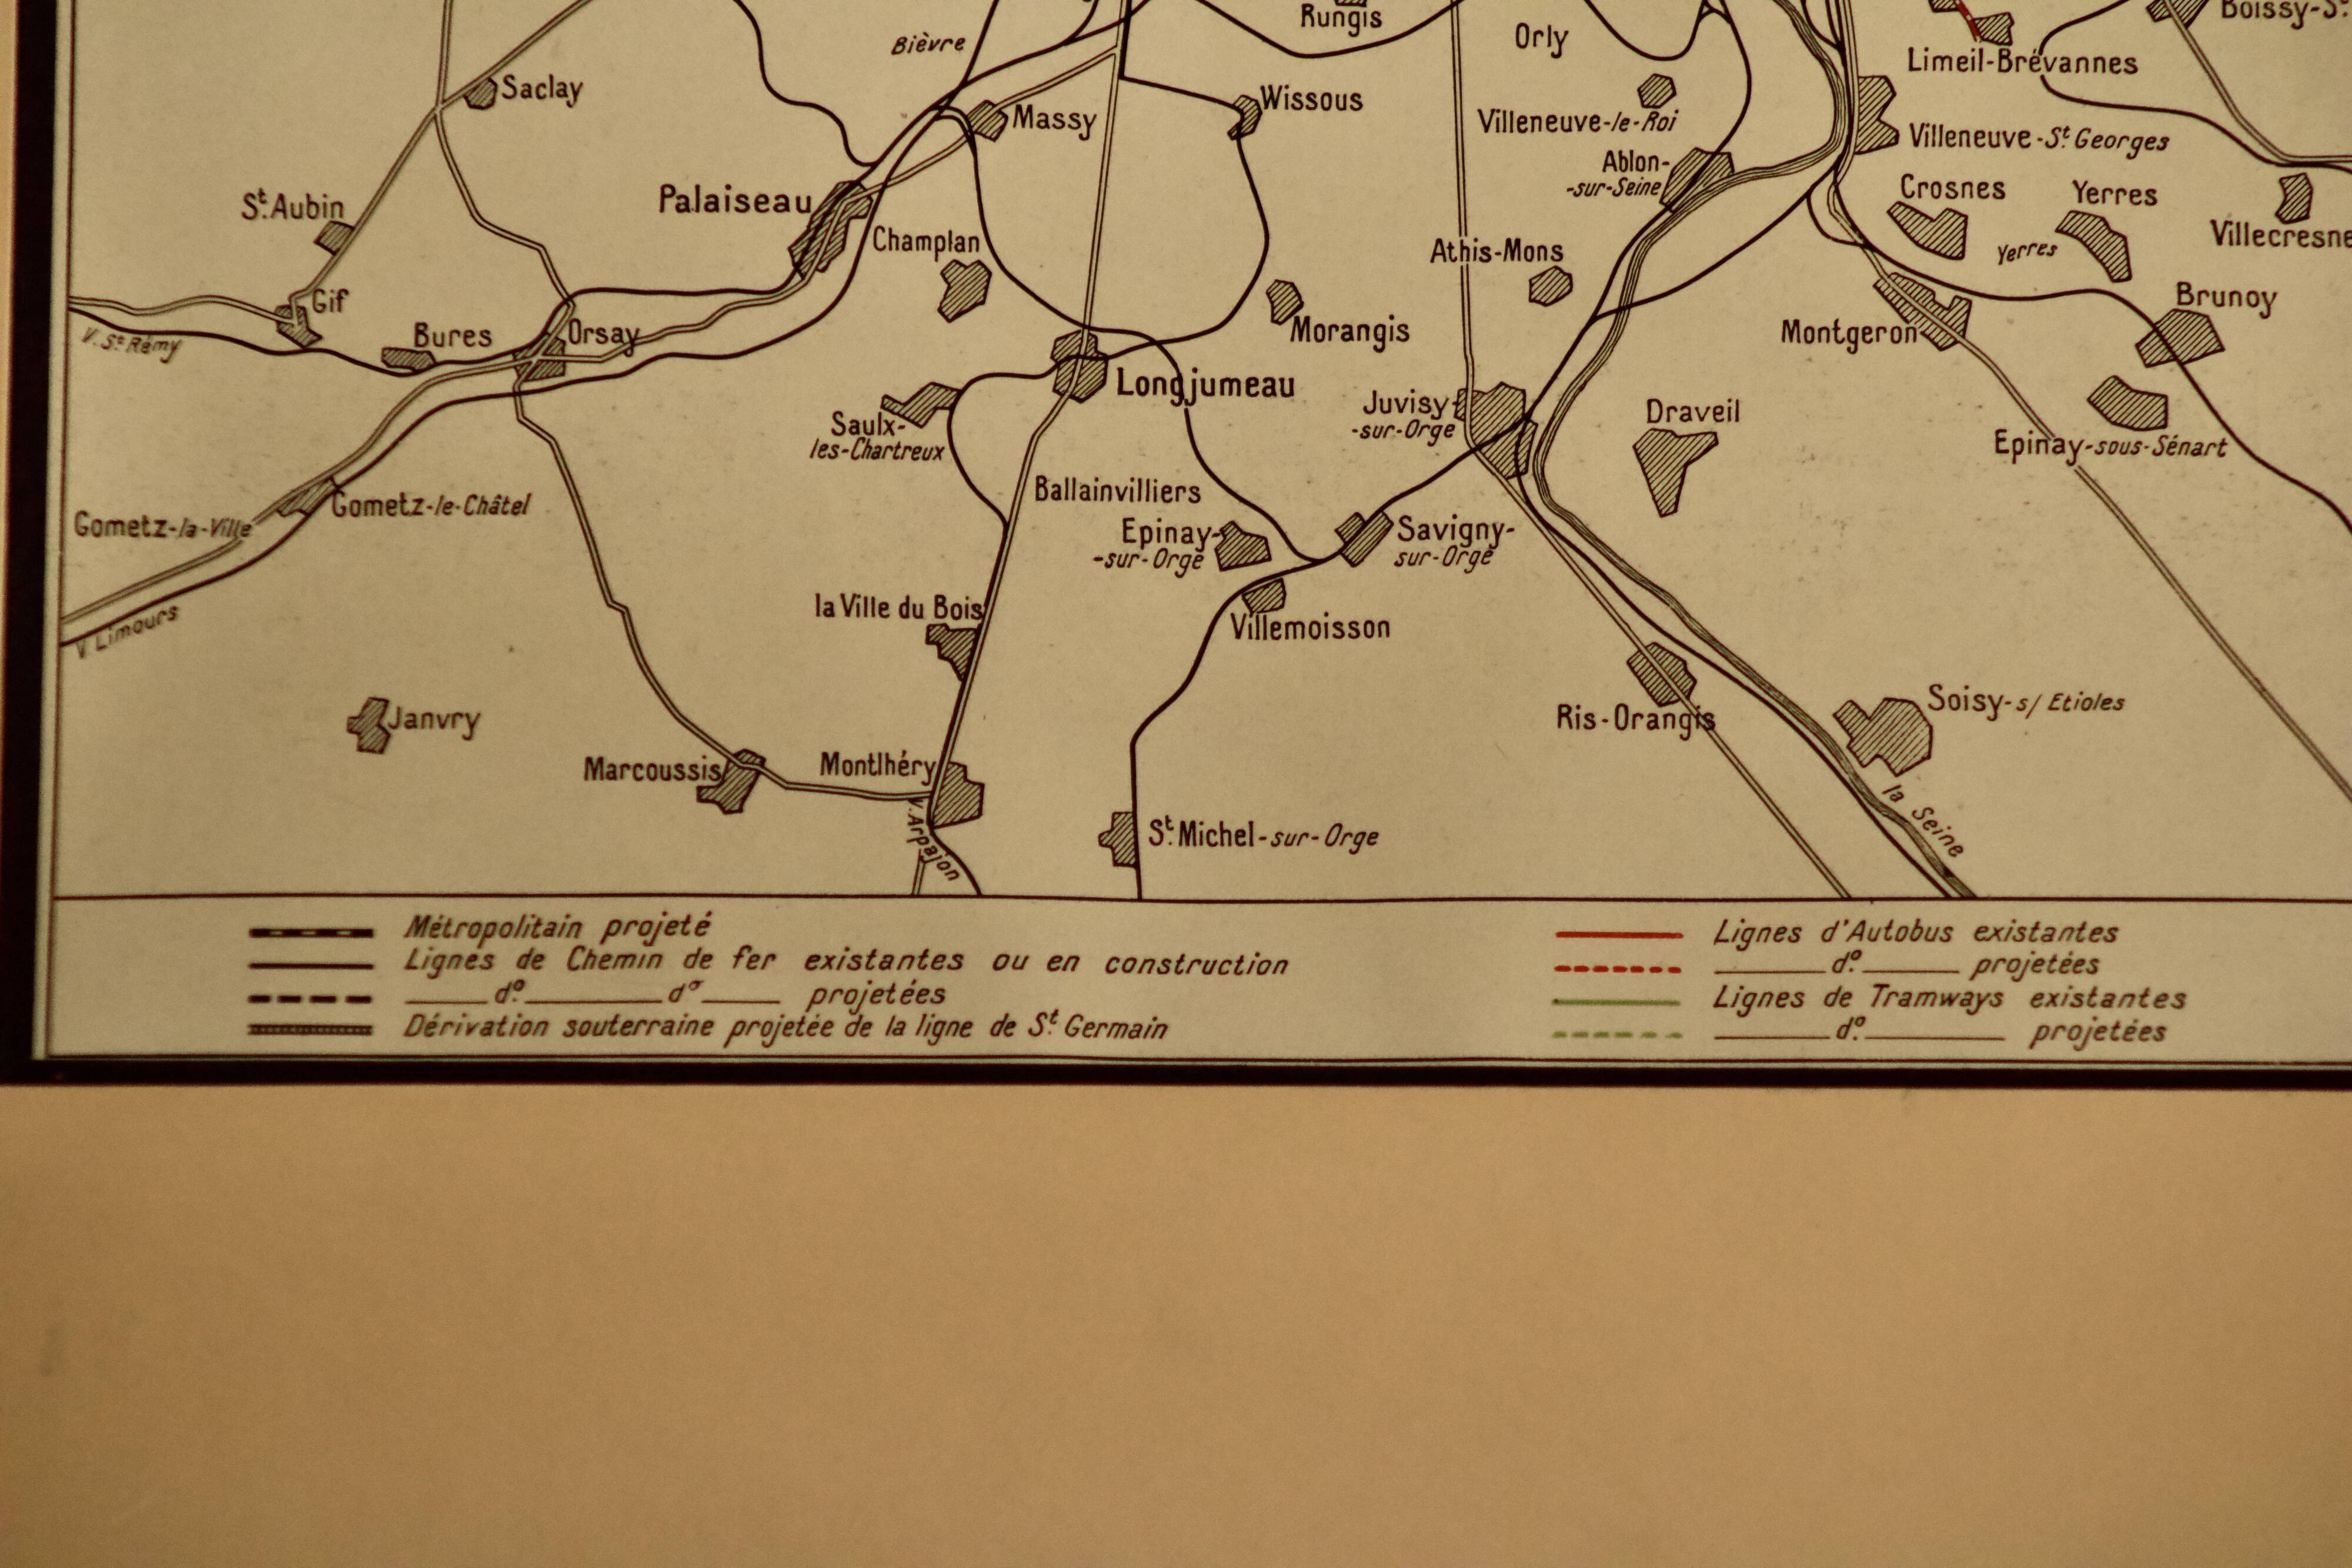 Rungis
Orly
Boissy-St
Bièvre
Limeil-Brévannes
Saclay
Massy
Wissous
Villeneuve-le-Roi
Villeneuve-St Georges
Ablon-
-sur-Seine
Crosnes
Yerres
St Aubin
Palaiseau
Champlan
Athis-Mons
Yerres
Villecresne
Gif
V. St Rémy
Bures
Orsay
Morangis
Montgeron
Brunoy
Longjumeau
Saulx-
les-Chartreux
Juvisy-
-sur-Orge
Draveil
Epinay-sous-Sénart
Gometz-la-Ville
Gometz-le-Châtel
Ballainvilliers
Epinay-
-sur-Orge
Savigny-
sur-Orge
V. Limours
la Ville du Bois
Villemoisson
Janvry
Ris-Orangis
Soisy-s/ Etioles
Marcoussis
Montlhéry
V. Arpajon
St Michel-sur-Orge
la Seine
Métropolitain projeté
Lignes de Chemin de fer existantes ou en construction
d°. d° projetées
Dérivation souterraine projetée de la ligne de St Germain
Lignes d'Autobus existantes
d°. projetées
Lignes de Tramways existantes
d°. projetées